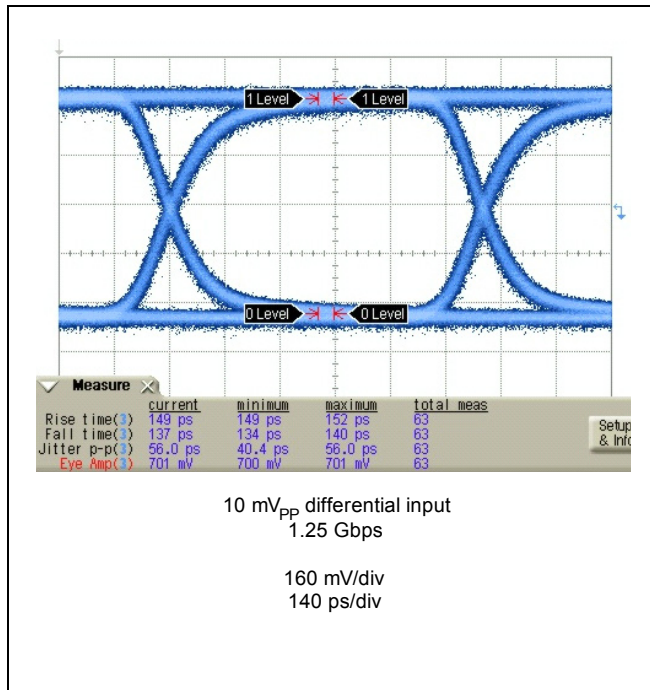 1 Level 1 Level
0 Level 0 Level
Measure
current minimum maximum total meas
Rise time(3) 149 ps 149 ps 152 ps 63
Fall time(3) 137 ps 134 ps 140 ps 63
Jitter p-p(3) 56.0 ps 40.4 ps 56.0 ps 63
Eye Amp(3) 701 mV 700 mV 701 mV 63
Setup
& Info
10 mVPP differential input
1.25 Gbps
160 mV/div
140 ps/div